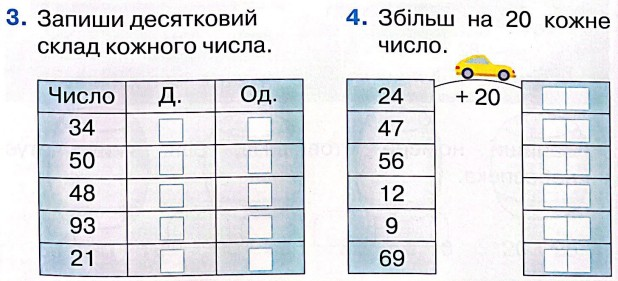 3. Запиши десятковий
склад кожного числа.
Число Д. Од.
34
50
48
93
21
4. Збільш на 20 кожне
число.
24 + 20
47
56
12
9
69